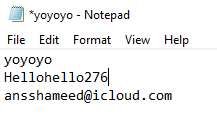 *yoyoyo - Notepad
File Edit Format View Help
yoyoyo
Hellohello276
ansshameed@icloud.com